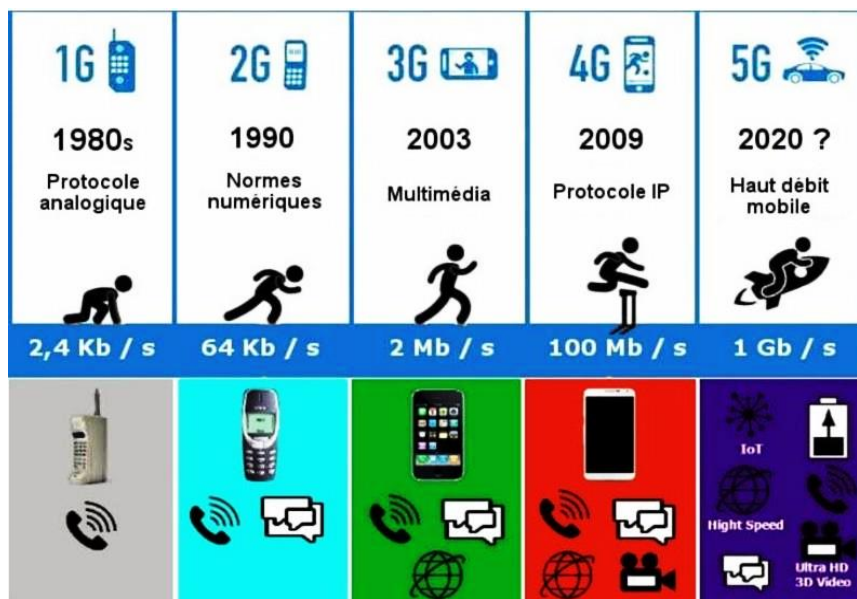 1G
2G
3G
4G
5G
1980s
1990
2003
2009
2020 ?
Protocole
analogique
Normes
numériques
Multimédia
Protocole IP
Haut débit
mobile
2,4 Kb / s
64 Kb / s
2 Mb / s
100 Mb / s
1 Gb / s
IoT
Hight Speed
Ultra HD
3D Video